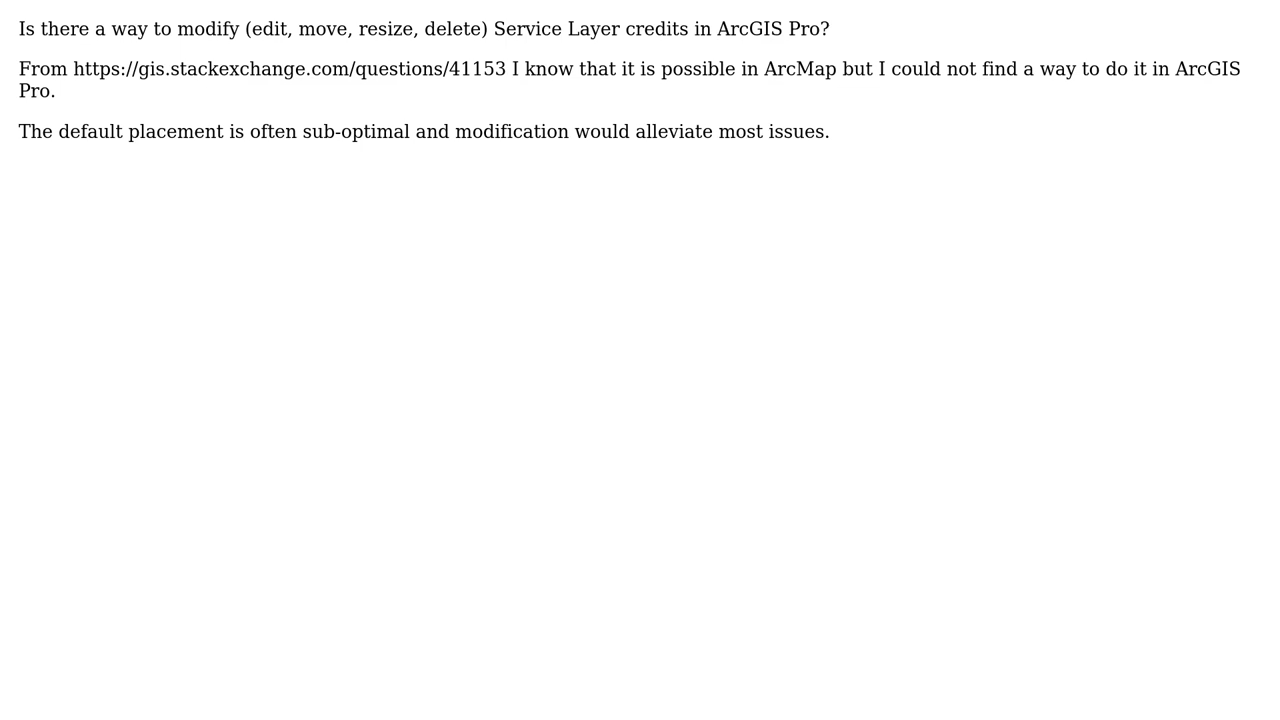 Is there a way to modify (edit, move, resize, delete) Service Layer credits in ArcGIS Pro?
From https://gis.stackexchange.com/questions/41153 I know that it is possible in ArcMap but I could not find a way to do it in ArcGIS
Pro.
The default placement is often sub-optimal and modification would alleviate most issues.